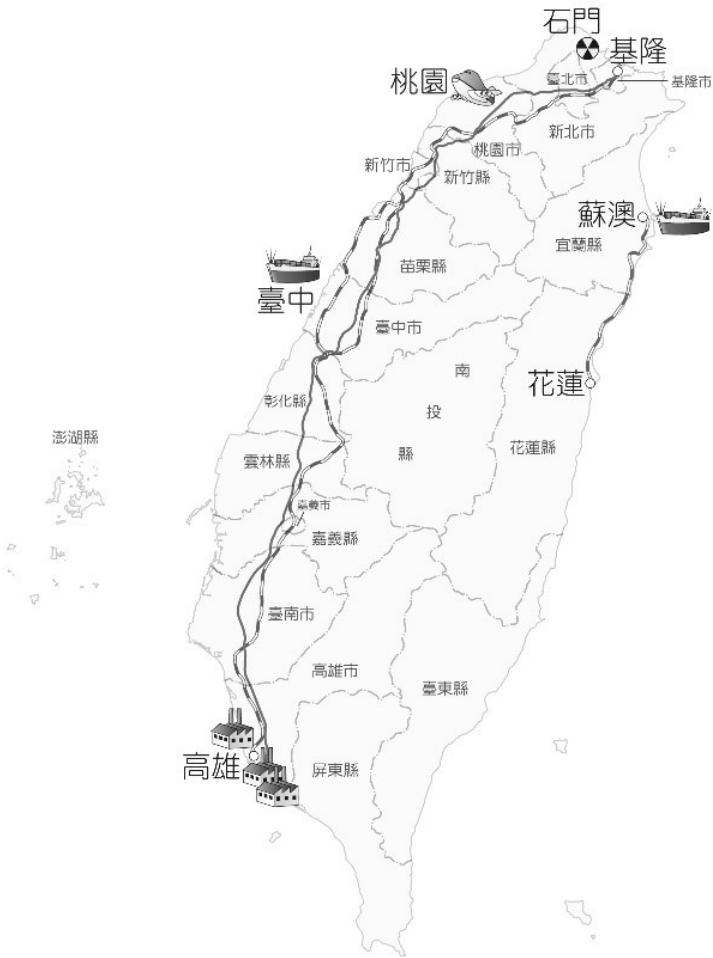 石門
基隆
桃園
臺北市
基隆市
新北市
桃園市
新竹市
新竹縣
蘇澳
宜蘭縣
苗栗縣
臺中
臺中市
南
投
縣
花蓮
彰化縣
花蓮縣
澎湖縣
雲林縣
嘉義市
嘉義縣
臺南市
高雄市
臺東縣
高雄
屏東縣